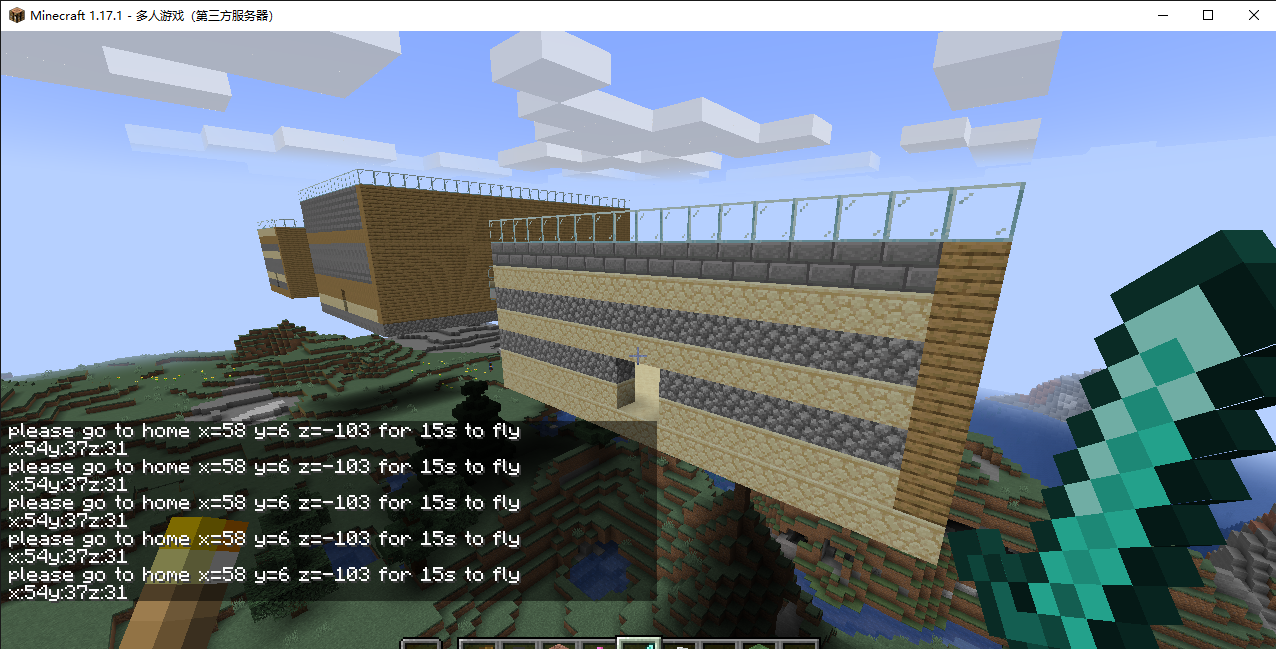 Minecraft 1.17.1 - 多人游戏（第三方服务器）
please go to home x=58 y=6 z=-103 for 15s to fly
x:54y:37z:31
please go to home x=58 y=6 z=-103 for 15s to fly
x:54y:37z:31
please go to home x=58 y=6 z=-103 for 15s to fly
x:54y:37z:31
please go to home x=58 y=6 z=-103 for 15s to fly
x:54y:37z:31
please go to home x=58 y=6 z=-103 for 15s to fly
x:54y:37z:31